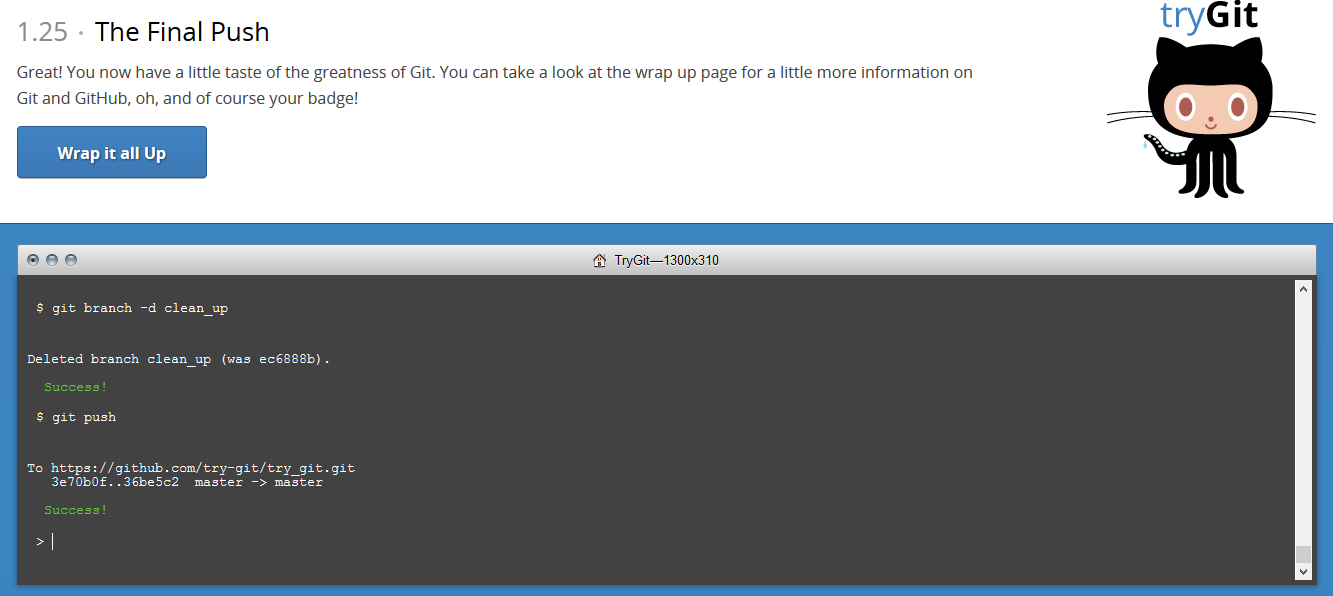 tryGit
1.25 · The Final Push
Great! You now have a little taste of the greatness of Git. You can take a look at the wrap up page for a little more information on
Git and GitHub, oh, and of course your badge!
Wrap it all Up
TryGit—1300x310
$ git branch -d clean_up
Deleted branch clean_up (was ec6888b).
Success!
$ git push
To https://github.com/try-git/try_git.git
3e70b0f..36be5c2  master -> master
Success!
>